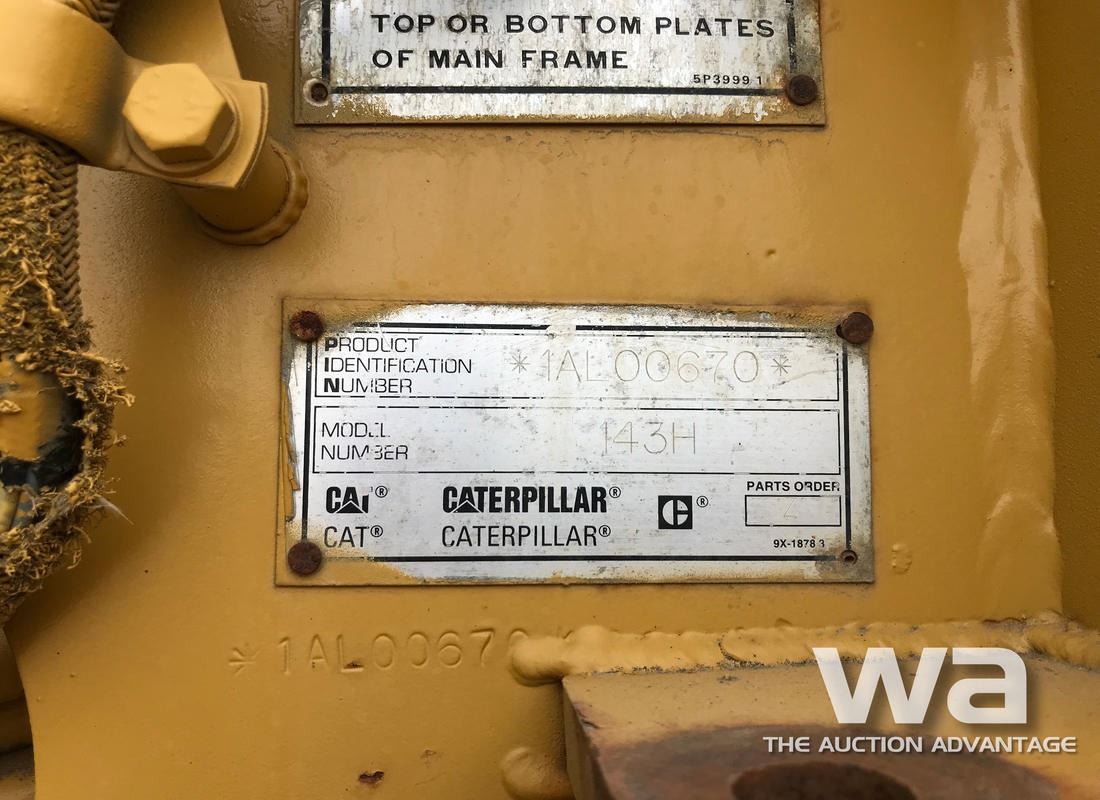 TOP OR BOTTOM PLATES
OF MAIN FRAME
5P3999 1
PRODUCT
IDENTIFICATION
NUMBER
*1AL00670*
MODEL
NUMBER
143H
CAT® CATERPILLAR® ®
CAT® CATERPILLAR®
PARTS ORDER
9X-1878 3
*1AL00670
wa
THE AUCTION ADVANTAGE